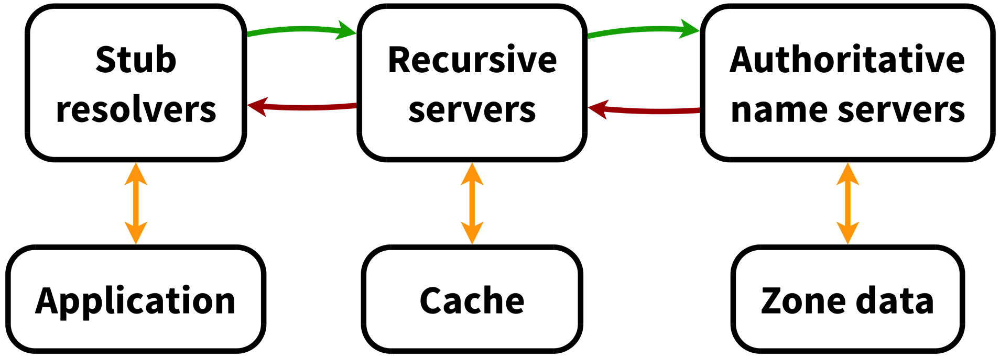 Stub
resolvers
Recursive
servers
Authoritative
name servers
Application
Cache
Zone data